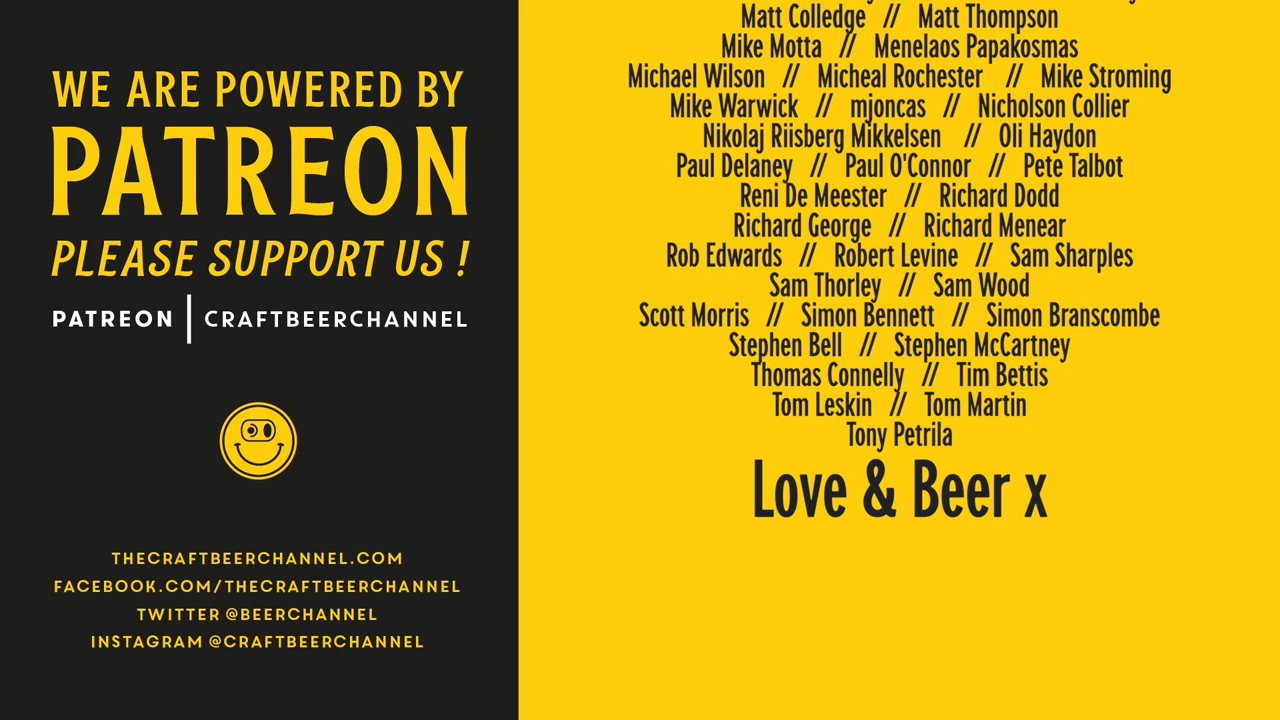 WE ARE POWERED BY
PATREON
PLEASE SUPPORT US !
PATREON | CRAFTBEERCHANNEL
THECRAFTBEERCHANNEL.COM
FACEBOOK.COM/THECRAFTBEERCHANNEL
TWITTER @BEERCHANNEL
INSTAGRAM @CRAFTBEERCHANNEL
Matt Colledge // Matt Thompson
Mike Motta // Menelaos Papakosmas
Michael Wilson // Micheal Rochester // Mike Stroming
Mike Warwick // mjoncas // Nicholson Collier
Nikolaj Riisberg Mikkelsen // Oli Haydon
Paul Delaney // Paul O'Connor // Pete Talbot
Reni De Meester // Richard Dodd
Richard George // Richard Menear
Rob Edwards // Robert Levine // Sam Sharples
Sam Thorley // Sam Wood
Scott Morris // Simon Bennett // Simon Branscombe
Stephen Bell // Stephen McCartney
Thomas Connelly // Tim Bettis
Tom Leskin // Tom Martin
Tony Petrila
Love & Beer x